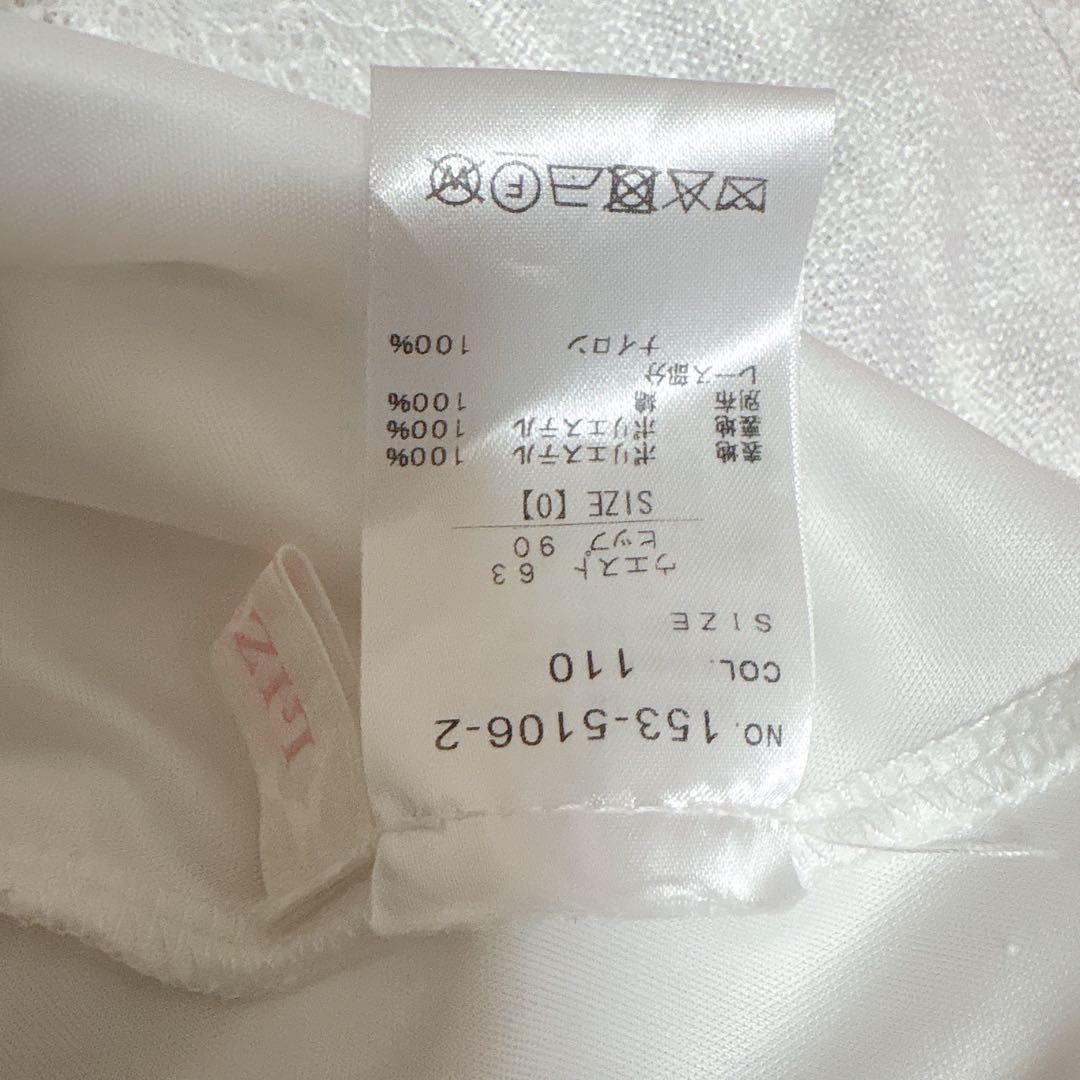 NO. 153-5106-2
COL. 110
SIZE
ウエスト 63
ヒップ 90
SIZE【0】
表地 ポリエステル 100%
裏地 ポリエステル 100%
別布 綿 100%
レース部分
ナイロン 100%
F W
LIZ